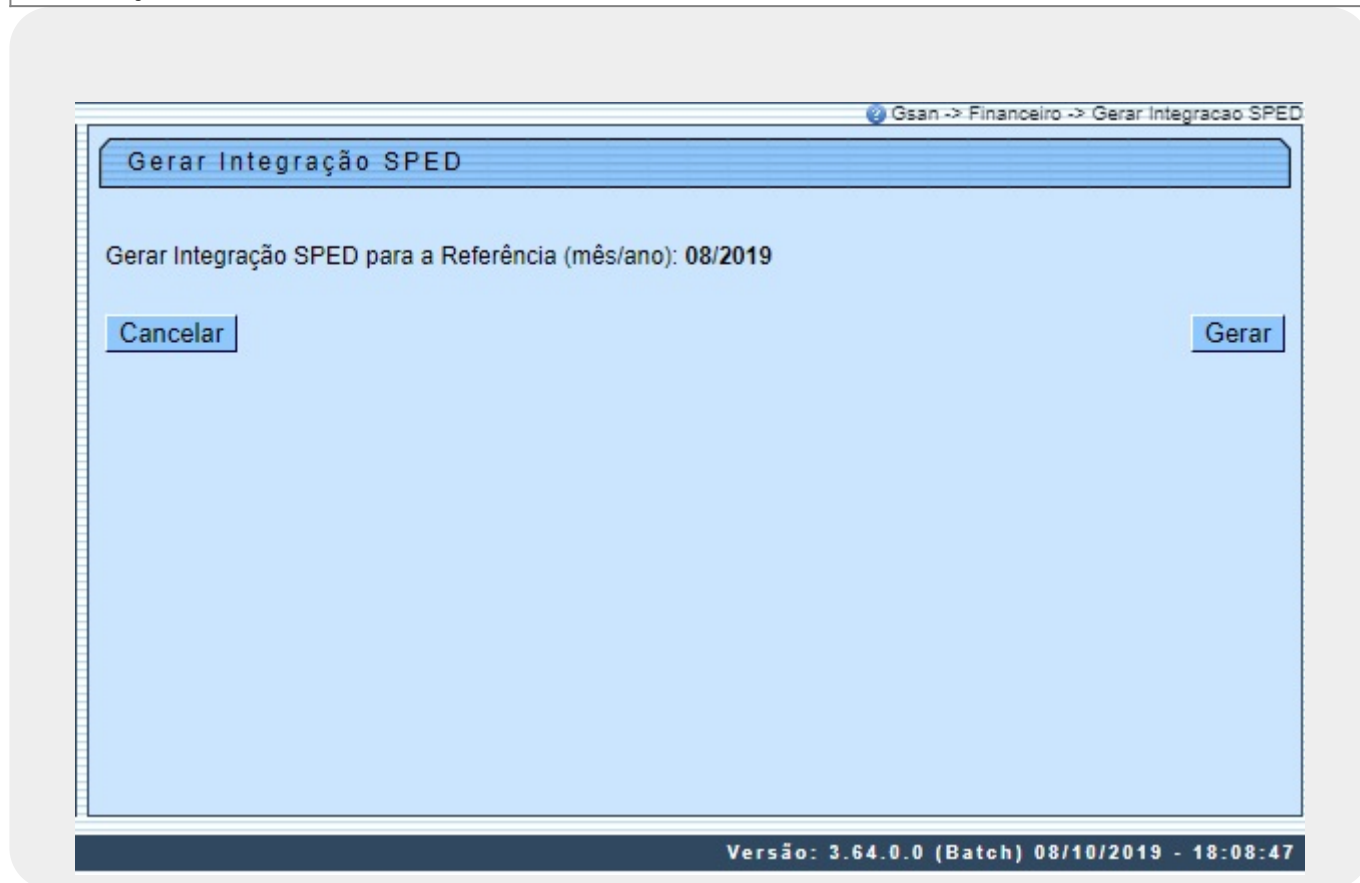 Gsan -> Financeiro -> Gerar Integracao SPED
Gerar Integração SPED
Gerar Integração SPED para a Referência (mês/ano): 08/2019
Cancelar
Gerar
Versão: 3.64.0.0 (Batch) 08/10/2019 - 18:08:47